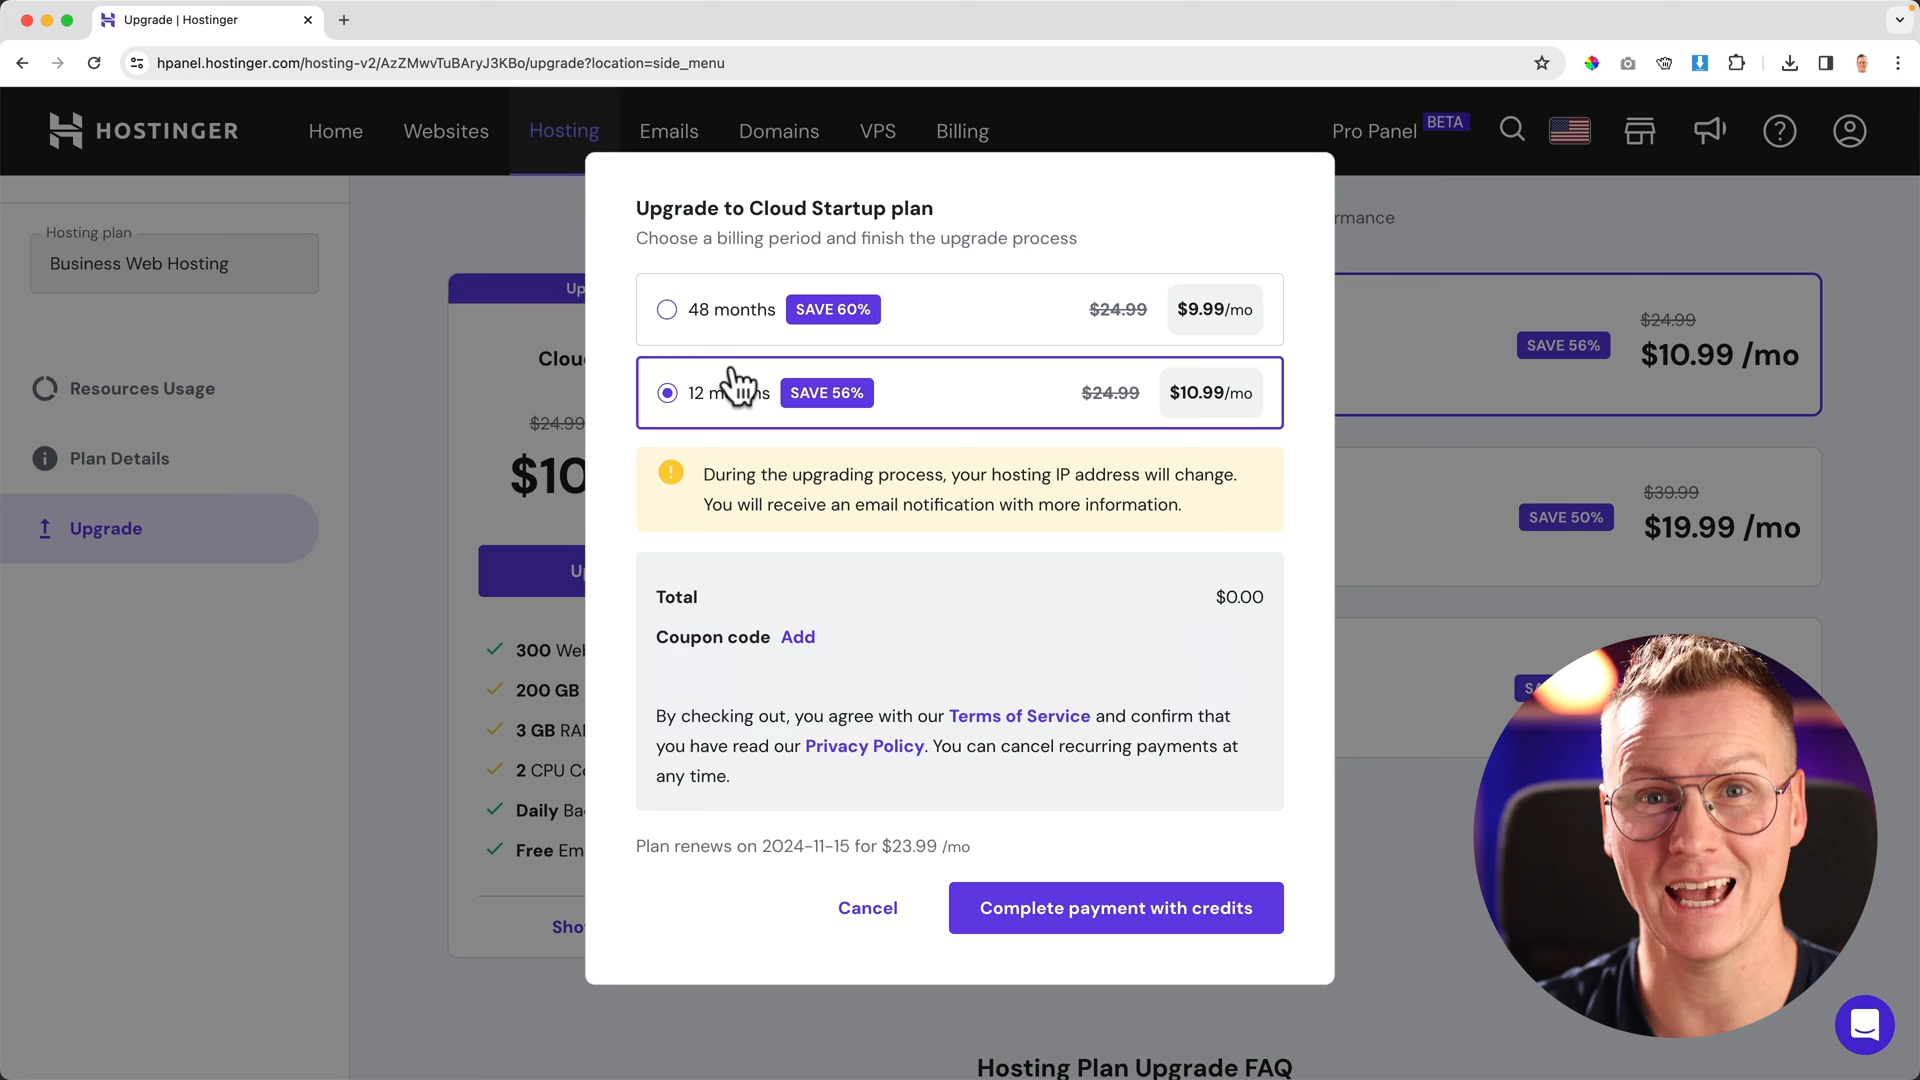 Upgrade | Hostinger
hpanel.hostinger.com/hosting-v2/AzZMwvTuBAryJ3KBo/upgrade?location=side_menu
HOSTINGER
Home
Websites
Hosting
Emails
Domains
VPS
Billing
Pro Panel BETA
Hosting plan
Business Web Hosting
Resources Usage
Plan Details
Upgrade
Up
Clou
$24.99
$10
Up
300 Web
200 GB
3 GB RAM
2 CPU Co
Daily Ba
Free Em
Sho
Upgrade to Cloud Startup plan
Choose a billing period and finish the upgrade process
48 months SAVE 60% $24.99 $9.99/mo
12 SAVE 56% $24.99 $10.99/mo
During the upgrading process, your hosting IP address will change.
You will receive an email notification with more information.
Total $0.00
Coupon code Add
By checking out, you agree with our Terms of Service and confirm that
you have read our Privacy Policy. You can cancel recurring payments at
any time.
Plan renews on 2024-11-15 for $23.99 /mo
Cancel
Complete payment with credits
rmance
$24.99
SAVE 56% $10.99 /mo
$39.99
SAVE 50% $19.99 /mo
Hosting Plan Upgrade FAQ